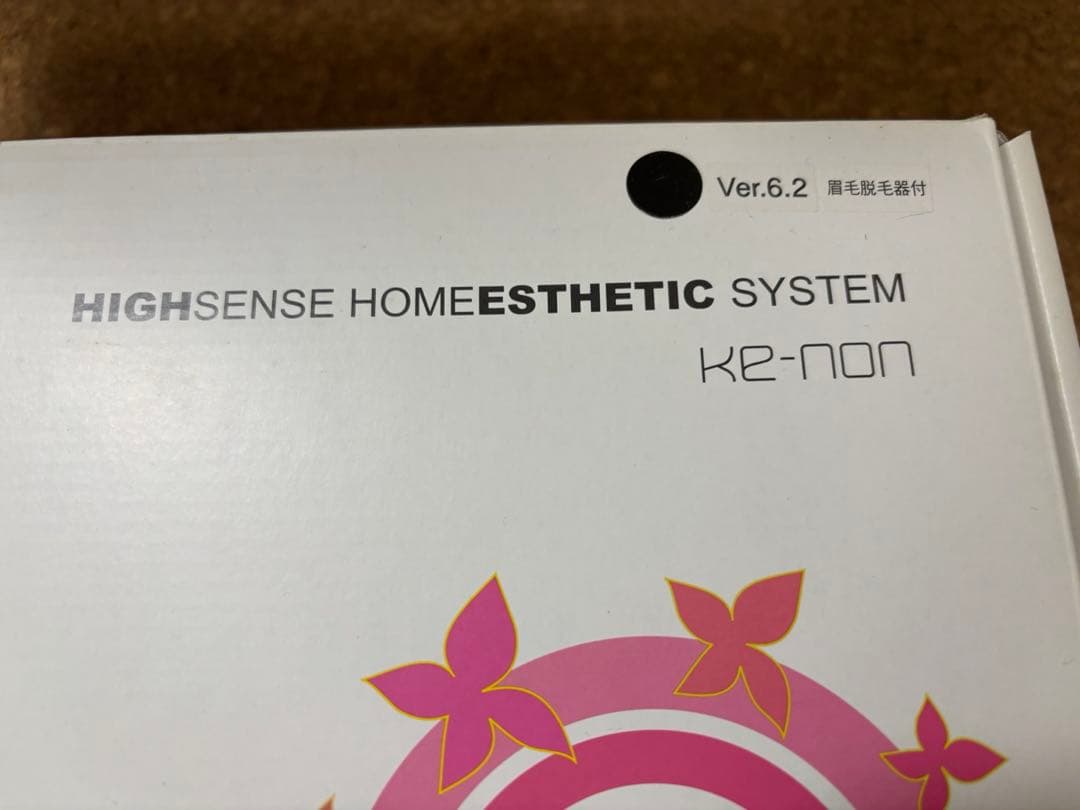 Ver.6.2 眉毛脱毛器付
HIGHSENSE HOMEESTHETIC SYSTEM
ke-non